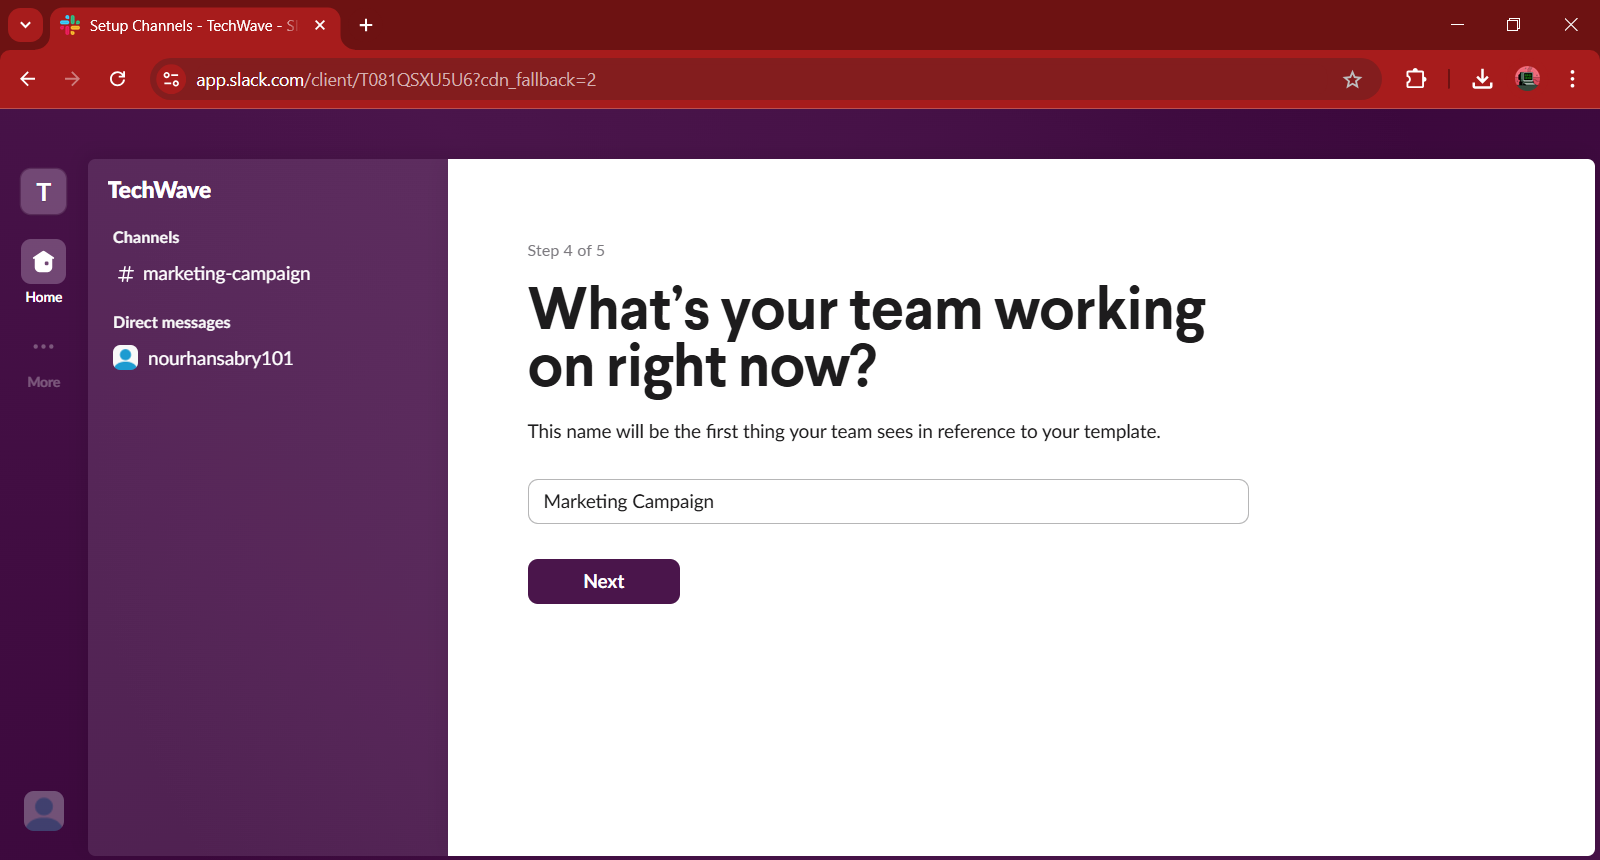 Setup Channels - TechWave - Sl
app.slack.com/client/T081QSXU5U6?cdn_fallback=2
T
Home
More
TechWave
Channels
# marketing-campaign
Direct messages
nourhansabry101
Step 4 of 5
What's your team working
on right now?
This name will be the first thing your team sees in reference to your template.
Marketing Campaign
Next